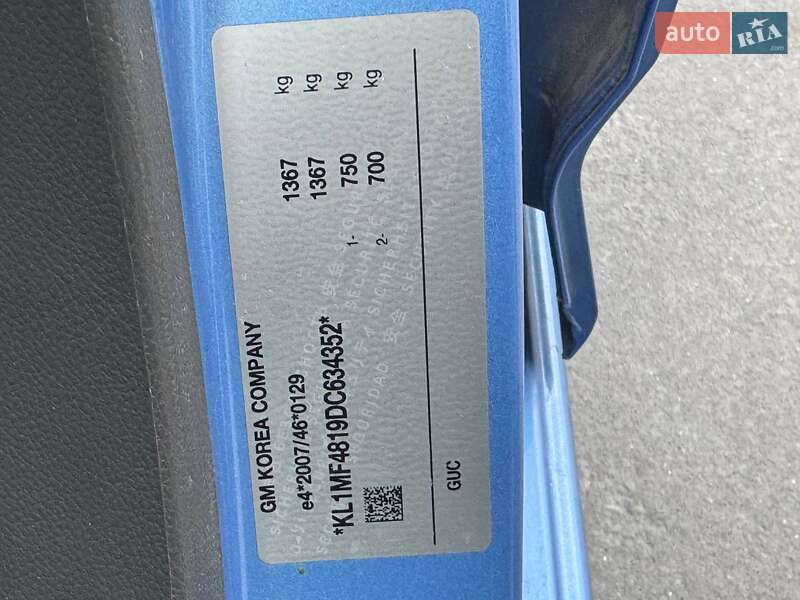 GM KOREA COMPANY
e4*2007/46*0129
*KL1MF4819DC634352*
1367 kg
1367 kg
1- 750 kg
2- 700 kg
GUC
auto RIA .com